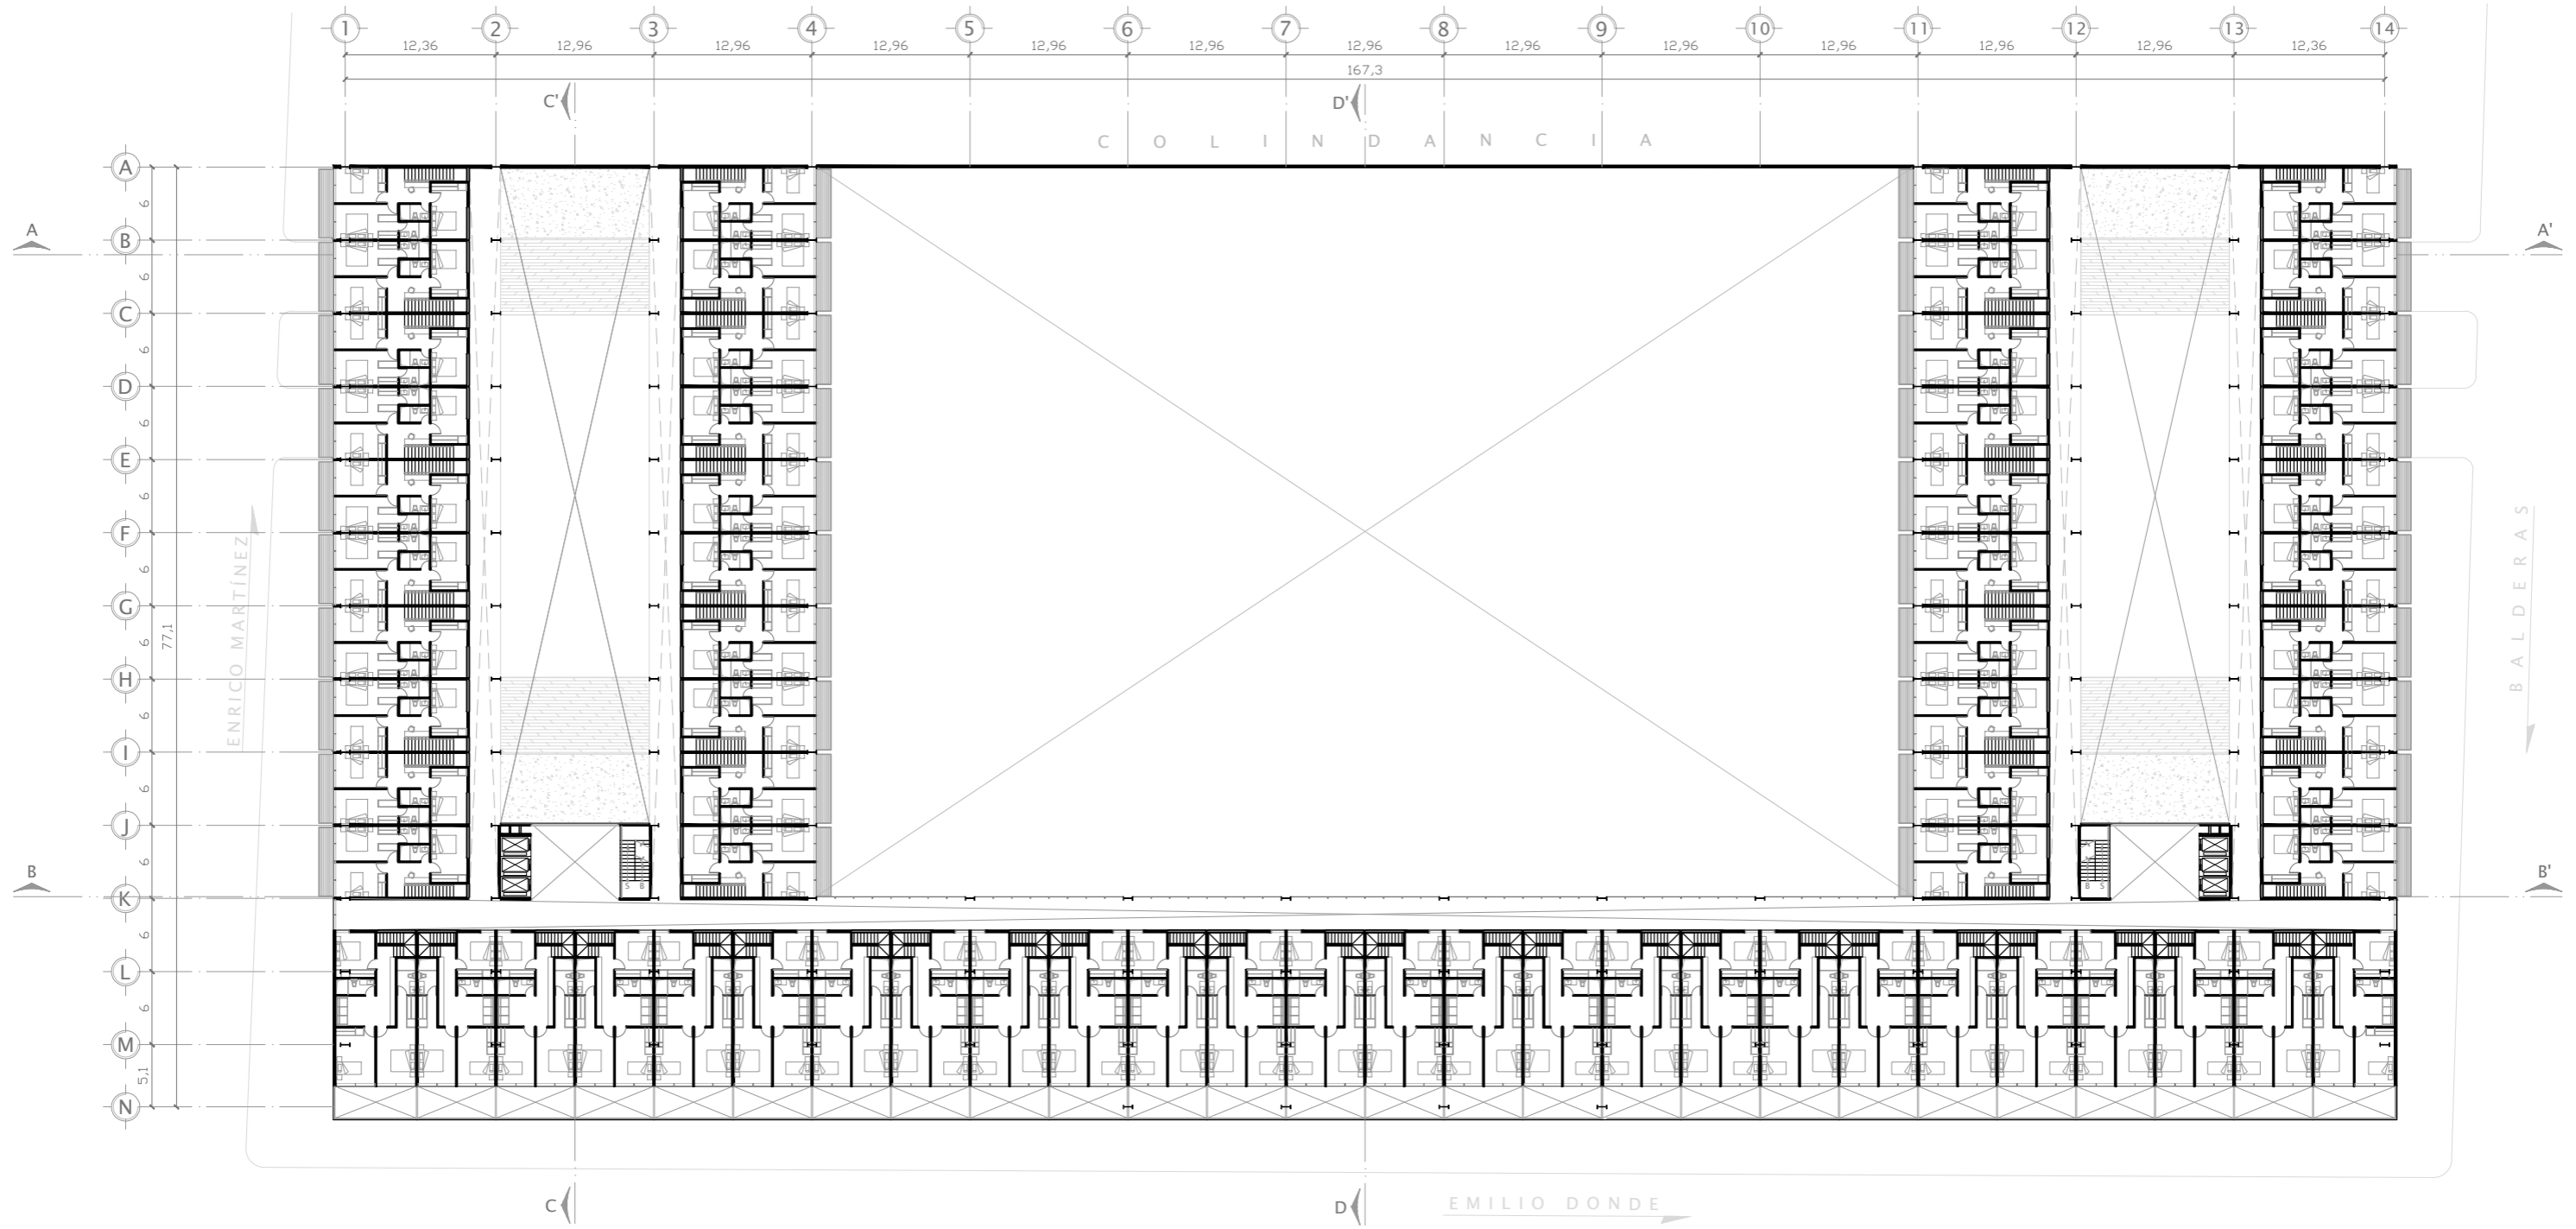 1 2 3 4 5 6 7 8 9 10 11 12 13 14
12,36 12,96 12,96 12,96 12,96 12,96 12,96 12,96 12,96 12,96 12,96 12,96 12,36
167,3
C' D'
COLINDANCIA
A
B
C
D
E
F
G
H
I
J
K
L
M
N
6
6
6
6
6
6
6
6
6
6
6
6
5,1
77,1
A A'
B B'
ENRICO MARTÍNEZ
BALDERAS
S B
B S
C D
EMILIO DONDE